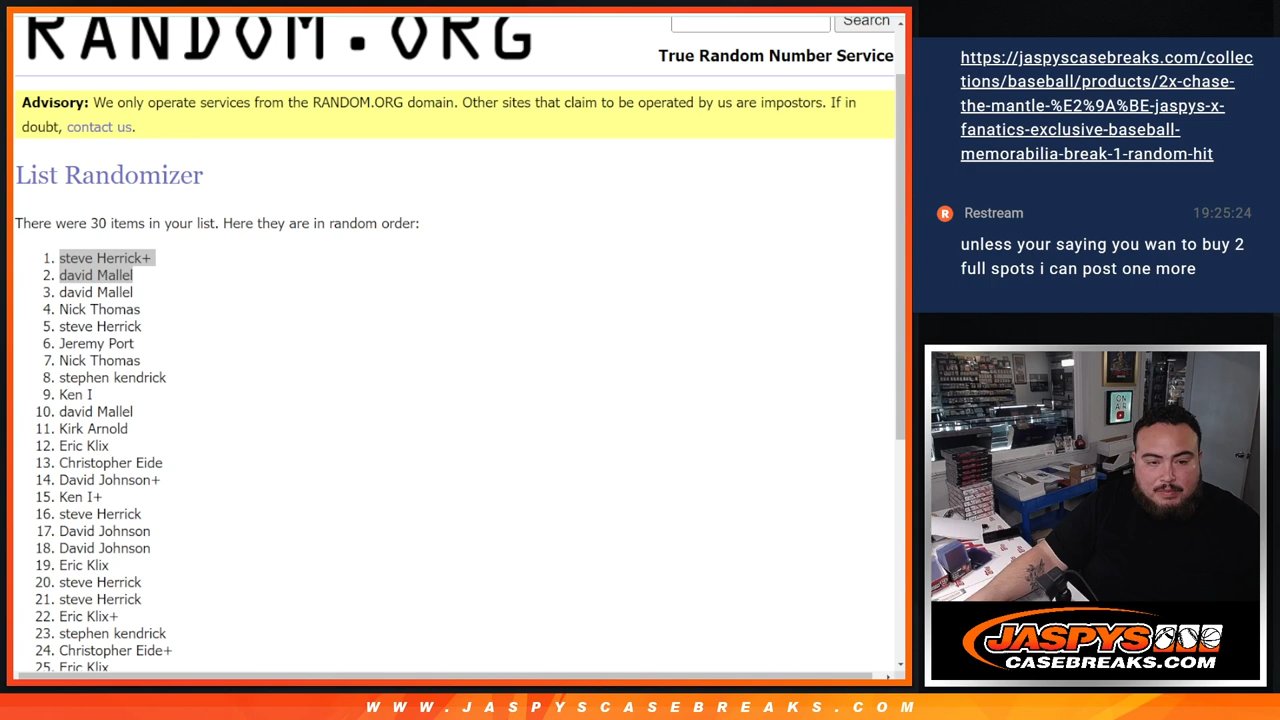 RANDOM.ORG
Search
True Random Number Service
Advisory: We only operate services from the RANDOM.ORG domain. Other sites that claim to be operated by us are impostors. If in
doubt, contact us.
List Randomizer
There were 30 items in your list. Here they are in random order:
1. steve Herrick+
2. david Mallel
3. david Mallel
4. Nick Thomas
5. steve Herrick
6. Jeremy Port
7. Nick Thomas
8. stephen kendrick
9. Ken I
10. david Mallel
11. Kirk Arnold
12. Eric Klix
13. Christopher Eide
14. David Johnson+
15. Ken I+
16. steve Herrick
17. David Johnson
18. David Johnson
19. Eric Klix
20. steve Herrick
21. steve Herrick
22. Eric Klix+
23. stephen kendrick
24. Christopher Eide+
25. Eric Klix
https://jaspyscasebreaks.com/collec
tions/baseball/products/2x-chase-
the-mantle-%E2%9A%BE-jaspys-x-
fanatics-exclusive-baseball-
memorabilia-break-1-random-hit
R Restream 19:25:24
unless your saying you wan to buy 2
full spots i can post one more
ON
AIR
JASPYS
CASEBREAKS.COM
WWW.JASPYSCASEBREAKS.COM